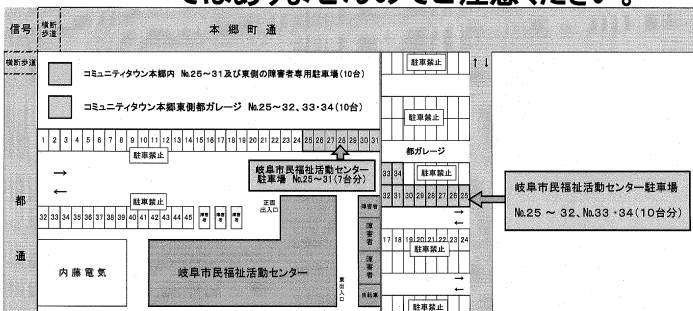 ではありませんのでご注意ください。
信号
横断歩道
本郷町通
横断歩道
コミュニティタウン本郷内 №25～31及び東側の障害者専用駐車場(10台)
コミュニティタウン本郷東側都ガレージ №25～32、33・34(10台)
駐車禁止
↑↓
駐車禁止
1 2 3 4 5 6 7 8 9 10 11 12 13 14 15 16 17 18 19 20 21 22 23 24 25 26 27 28 29 30 31
駐車禁止
都ガレージ
岐阜市民福祉活動センター
駐車場 №25～31(7台分)
33 34
駐車禁止
32 31 30 29 28 27 26 25
岐阜市民福祉活動センター駐車場
№25 ～ 32、№33・34(10台分)
→
←
駐車禁止
32 33 34 35 36 37 38 39 40 41 42 43 44 45
障害者
障害者
障害者
正面出入口
障害者
障害者
障害者
自転車
→
←
17 18 19 20 21 22 23 24
駐車禁止
→
←
駐車禁止
都通
内藤電気
岐阜市民福祉活動センター
東出入口